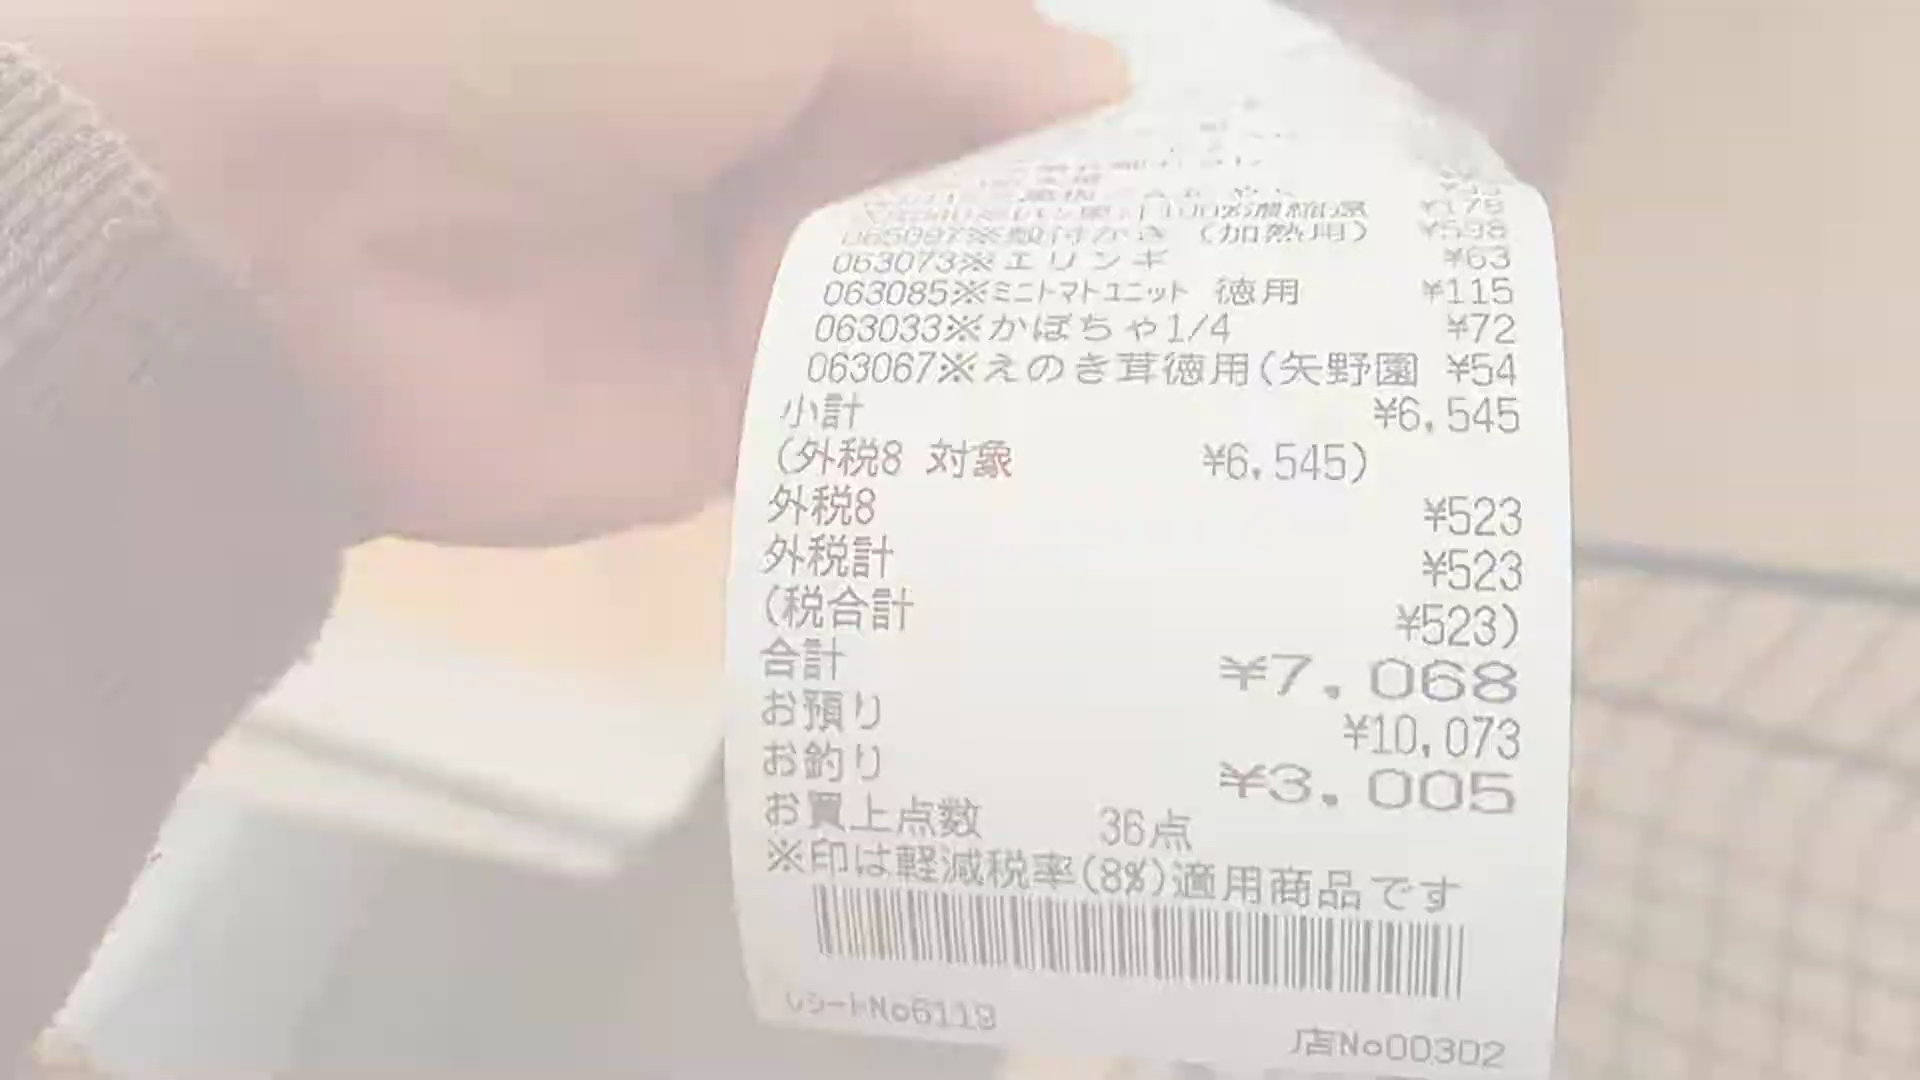 ¥178
(加熱用) ¥598
063073※エリンギ ¥63
063085※ミニトマトユニット 徳用 ¥115
063033※かぼちゃ1/4 ¥72
063067※えのき茸徳用(矢野園 ¥54
小計 ¥6,545
(外税8 対象 ¥6,545)
外税8 ¥523
外税計 ¥523
(税合計 ¥523)
合計 ¥7,068
お預り ¥10,073
お釣り ¥3,005
お買上点数 36点
※印は軽減税率(8%)適用商品です
レシートNo6119 店No00302